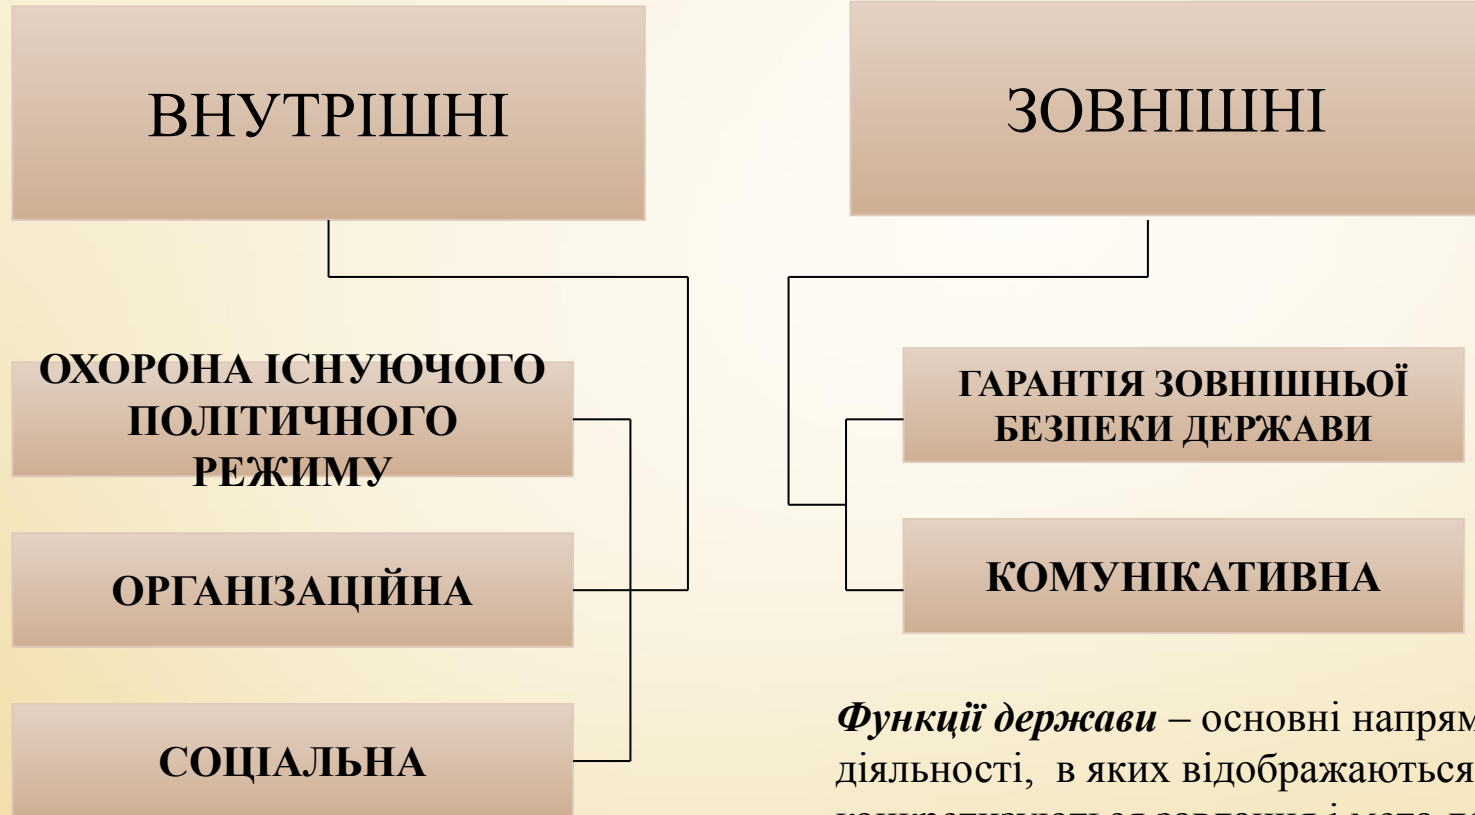 ВНУТРІШНІ
ЗОВНІШНІ
ОХОРОНА ІСНУЮЧОГО
ПОЛІТИЧНОГО
РЕЖИМУ
ОРГАНІЗАЦІЙНА
СОЦІАЛЬНА
ГАРАНТІЯ ЗОВНІШНЬОЇ
БЕЗПЕКИ ДЕРЖАВИ
КОМУНІКАТИВНА
Функції держави – основні напрям
діяльності, в яких відображаються